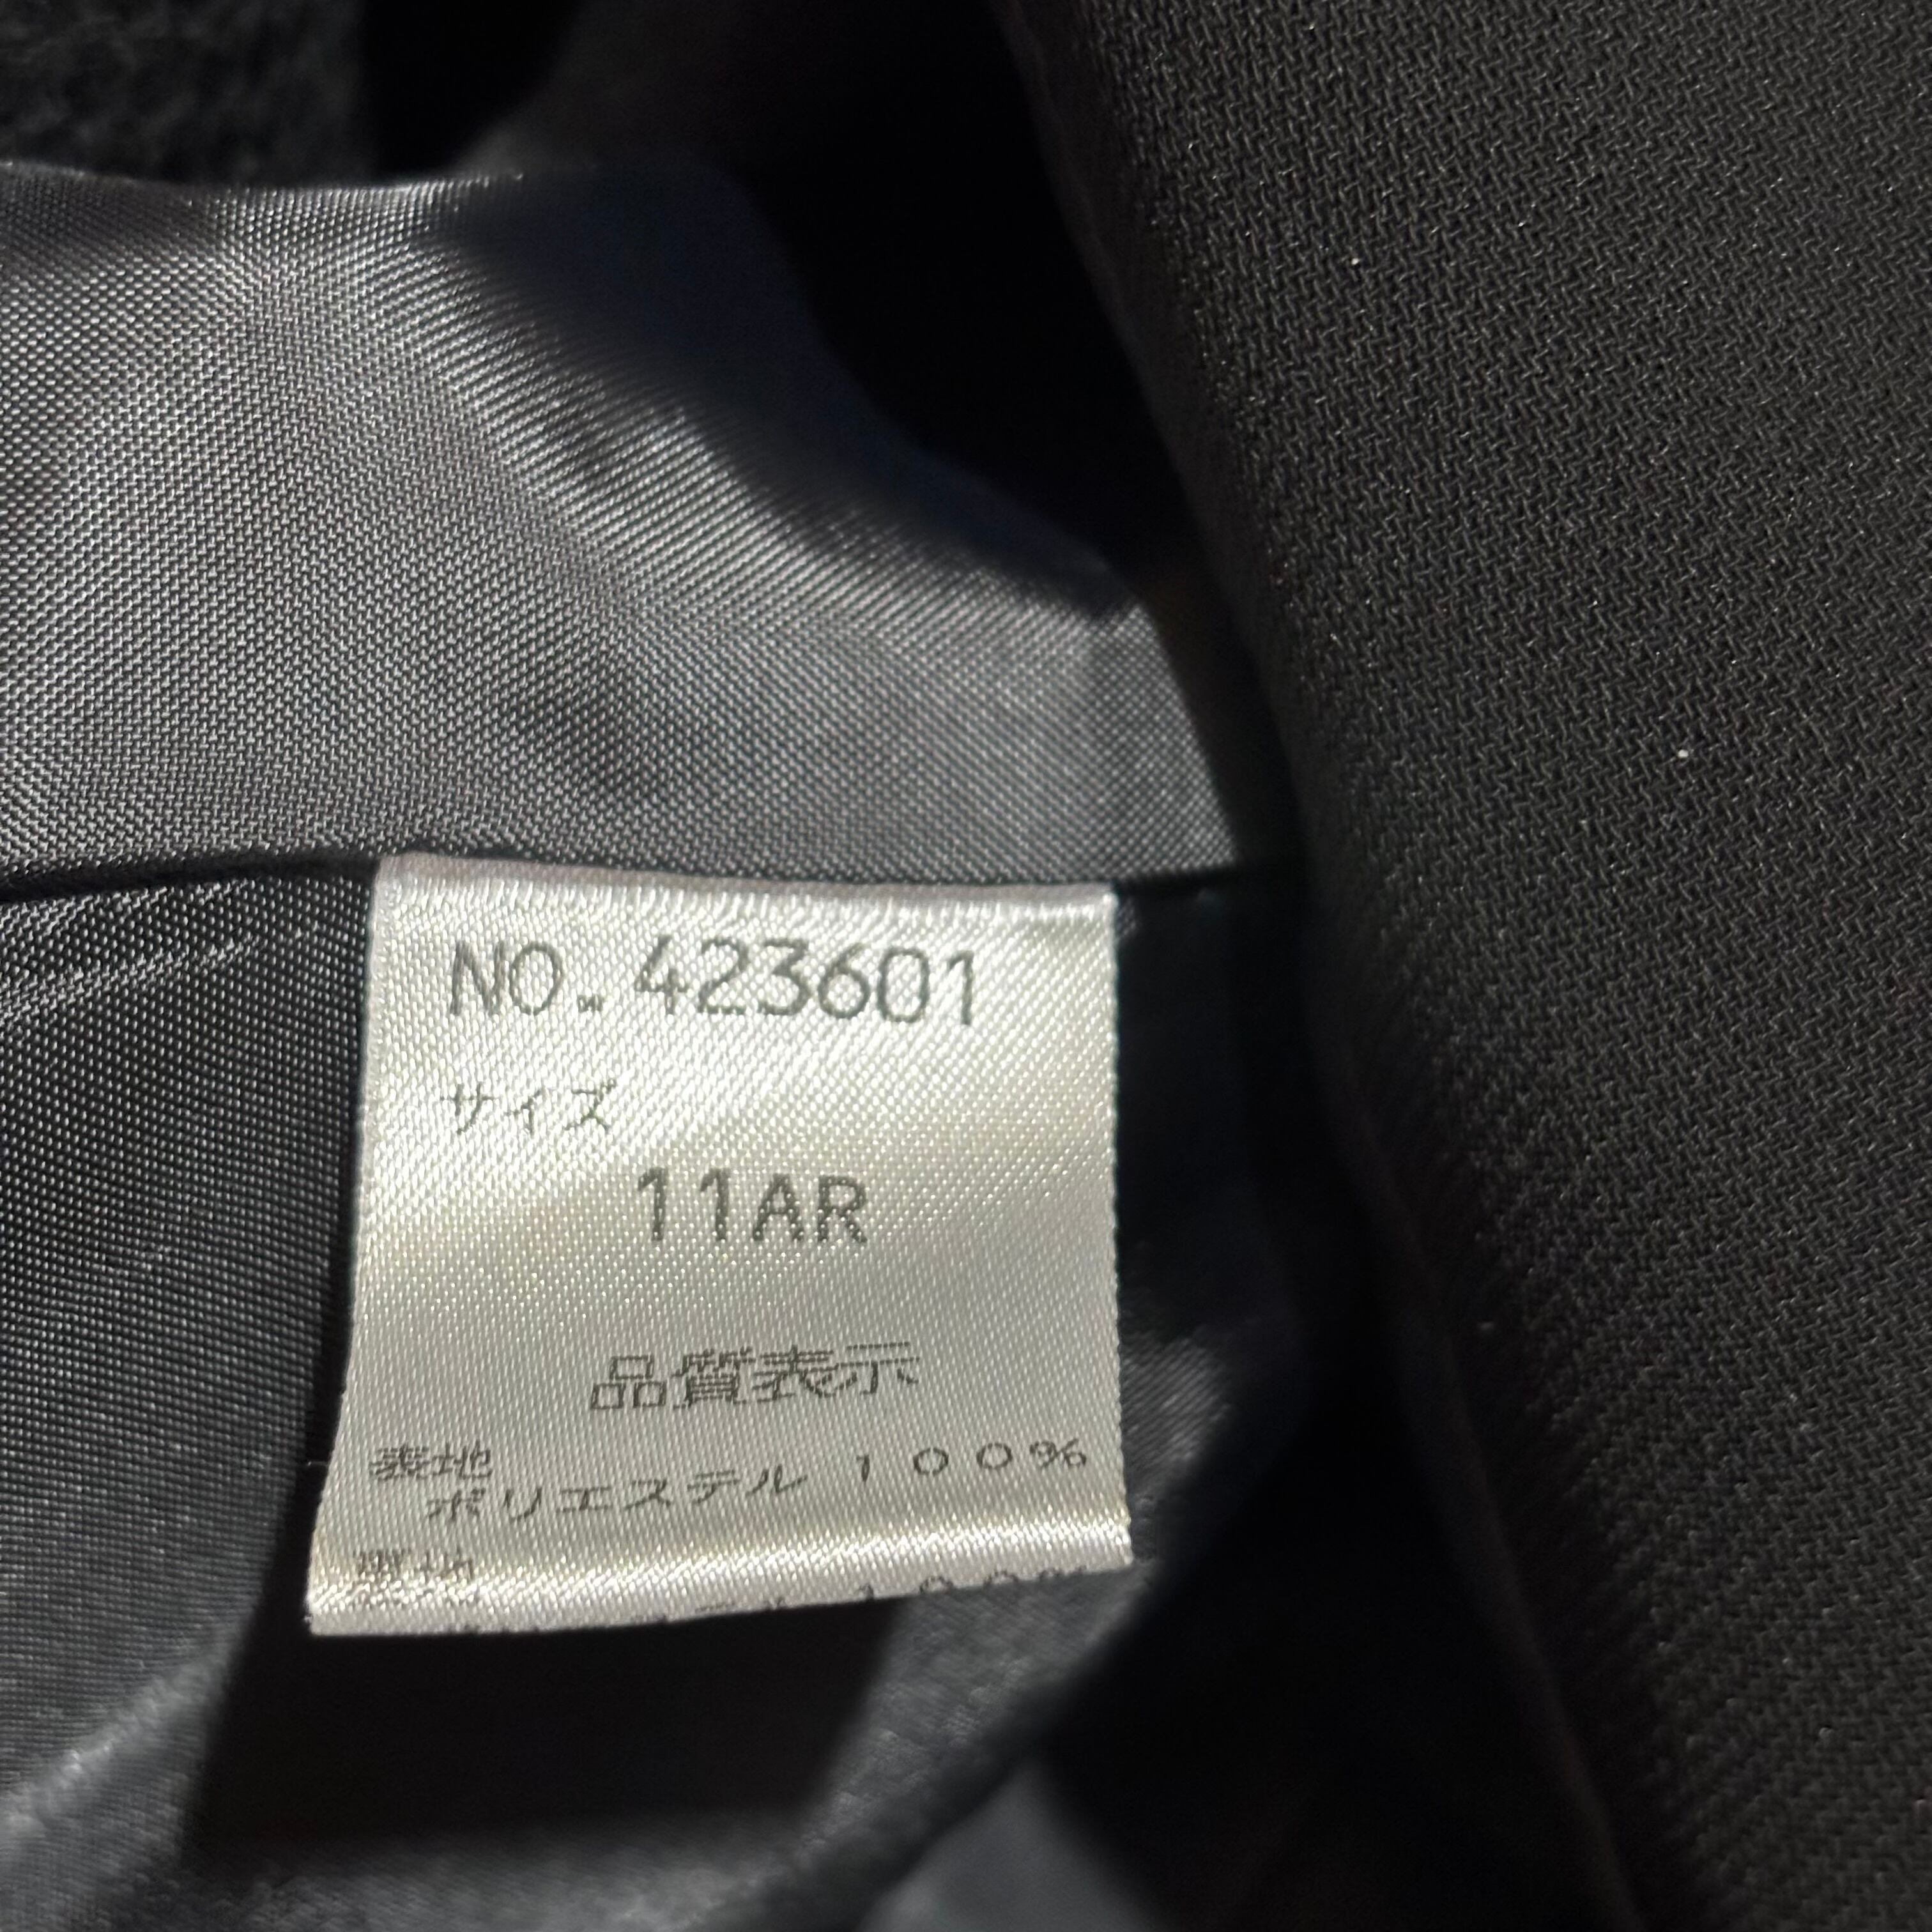 NO.423601
サイズ
11AR
品質表示
表地
ポリエステル 100%